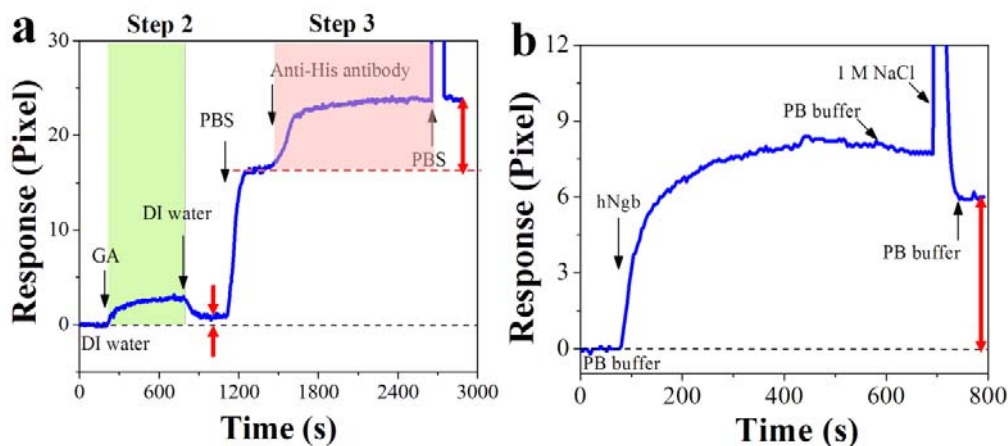 a
Step 2
Step 3
30
20
10
0
Response (Pixel)
GA
DI water
DI water
PBS
Anti-His antibody
PBS
0
600
1200
1800
2400
3000
Time (s)
b
12
9
6
3
0
Response (Pixel)
1 M NaCl
PB buffer
hNgb
PB buffer
PB buffer
0
200
400
600
800
Time (s)